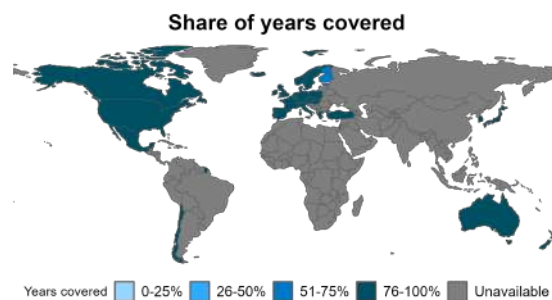 Share of years covered
Years covered 0-25% 26-50% 51-75% 76-100% Unavailable